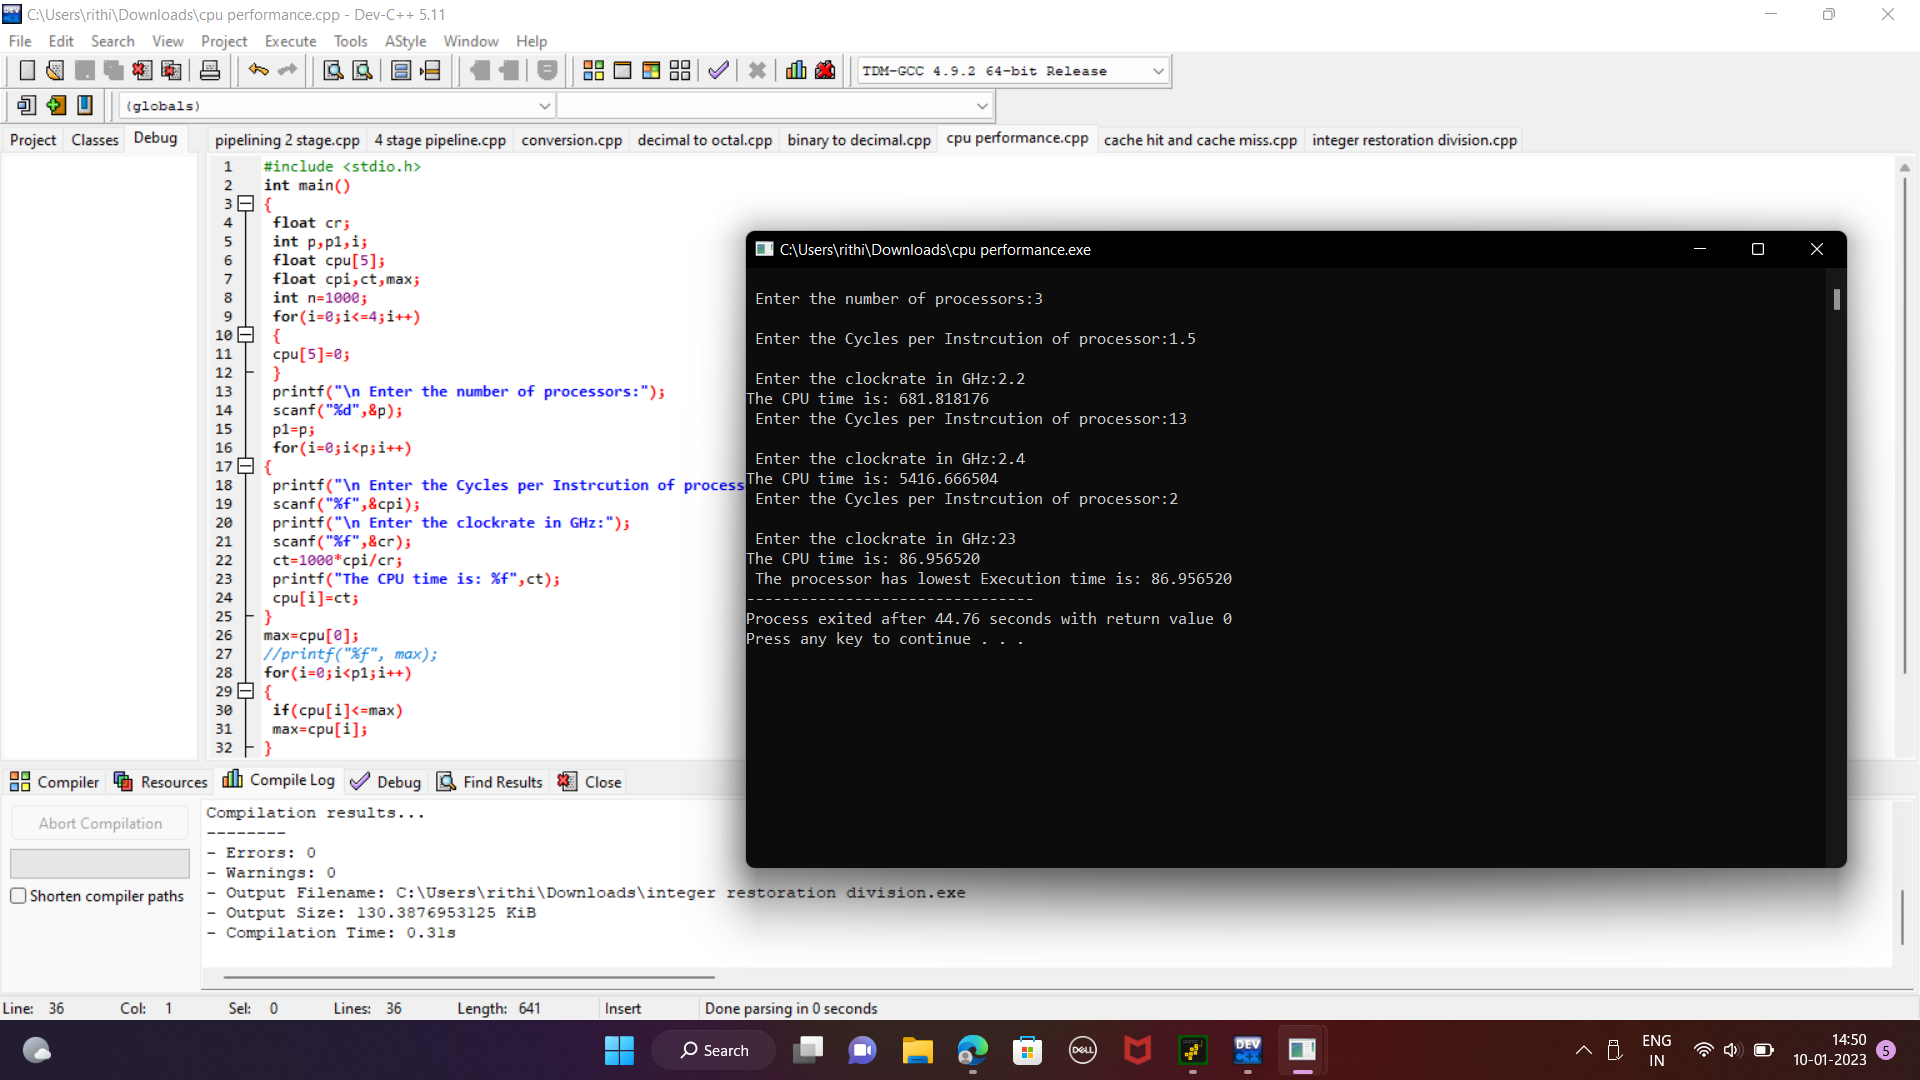 C:\Users\rithi\Downloads\cpu performance.cpp - Dev-C++ 5.11
File Edit Search View Project Execute Tools AStyle Window Help
TDM-GCC 4.9.2 64-bit Release
(globals)
Project Classes Debug
pipelining 2 stage.cpp 4 stage pipeline.cpp conversion.cpp decimal to octal.cpp binary to decimal.cpp cpu performance.cpp cache hit and cache miss.cpp integer restoration division.cpp
1 #include <stdio.h>
2 int main()
3 {
4 float cr;
5 int p,p1,i;
6 float cpu[5];
7 float cpi,ct,max;
8 int n=1000;
9 for(i=0;i<=4;i++)
10 {
11 cpu[5]=0;
12 }
13 printf("\n Enter the number of processors:");
14 scanf("%d",&p);
15 p1=p;
16 for(i=0;i<p;i++)
17 {
18 printf("\n Enter the Cycles per Instrcution of process
19 scanf("%f",&cpi);
20 printf("\n Enter the clockrate in GHz:");
21 scanf("%f",&cr);
22 ct=1000*cpi/cr;
23 printf("The CPU time is: %f",ct);
24 cpu[i]=ct;
25 }
26 max=cpu[0];
27 //printf("%f", max);
28 for(i=0;i<p1;i++)
29 {
30 if(cpu[i]<=max)
31 max=cpu[i];
32 }
C:\Users\rithi\Downloads\cpu performance.exe
Enter the number of processors:3
Enter the Cycles per Instrcution of processor:1.5
Enter the clockrate in GHz:2.2
The CPU time is: 681.818176
Enter the Cycles per Instrcution of processor:13
Enter the clockrate in GHz:2.4
The CPU time is: 5416.666504
Enter the Cycles per Instrcution of processor:2
Enter the clockrate in GHz:23
The CPU time is: 86.956520
The processor has lowest Execution time is: 86.956520
--------------------------------
Process exited after 44.76 seconds with return value 0
Press any key to continue . . .
Compiler Resources Compile Log Debug Find Results Close
Abort Compilation
Shorten compiler paths
Compilation results...
--------
- Errors: 0
- Warnings: 0
- Output Filename: C:\Users\rithi\Downloads\integer restoration division.exe
- Output Size: 130.3876953125 KiB
- Compilation Time: 0.31s
Line: 36 Col: 1 Sel: 0 Lines: 36 Length: 641 Insert Done parsing in 0 seconds
Search
DELL
DEV C++
ENG
IN
14:50
10-01-2023
5